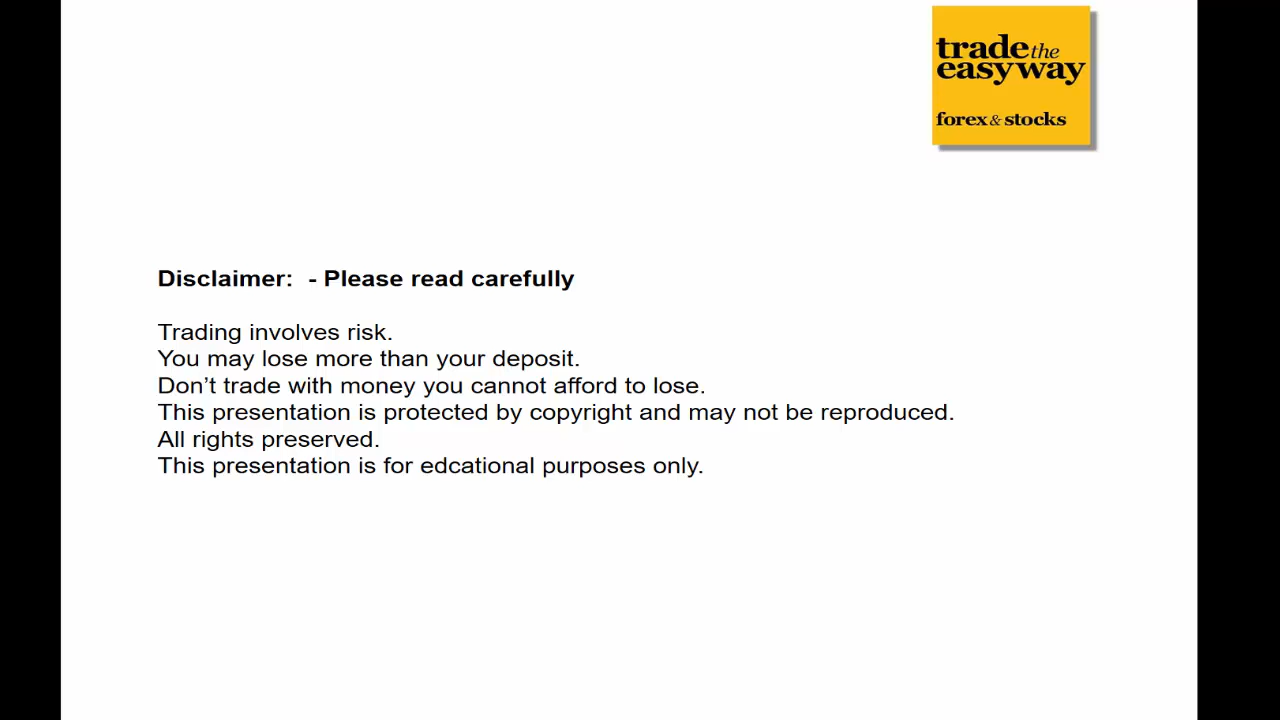 trade the
easyway
forex & stocks
Disclaimer:  - Please read carefully
Trading involves risk.
You may lose more than your deposit.
Don’t trade with money you cannot afford to lose.
This presentation is protected by copyright and may not be reproduced.
All rights preserved.
This presentation is for edcational purposes only.